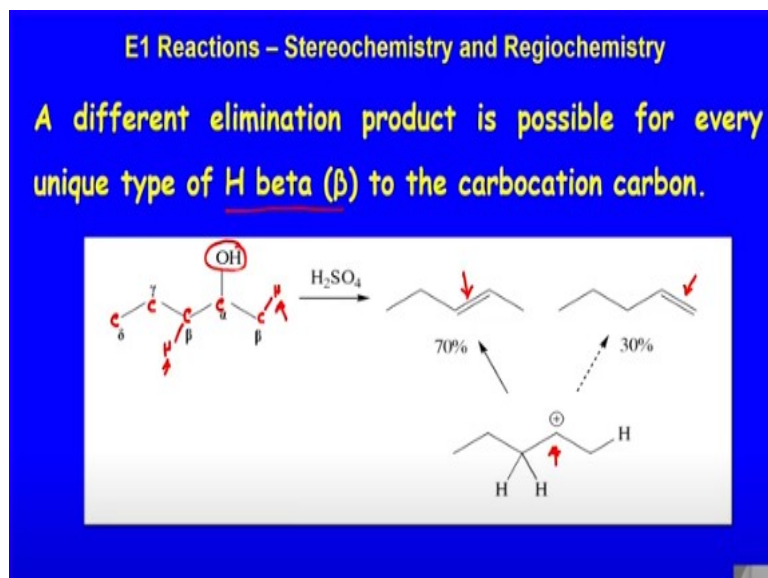 E1 Reactions – Stereochemistry and Regiochemistry
A different elimination product is possible for every
unique type of H beta (β) to the carbocation carbon.
OH
H₂SO₄
γ
C C C C C H
δ β α β
H
70% 30%
⊕
H
H H